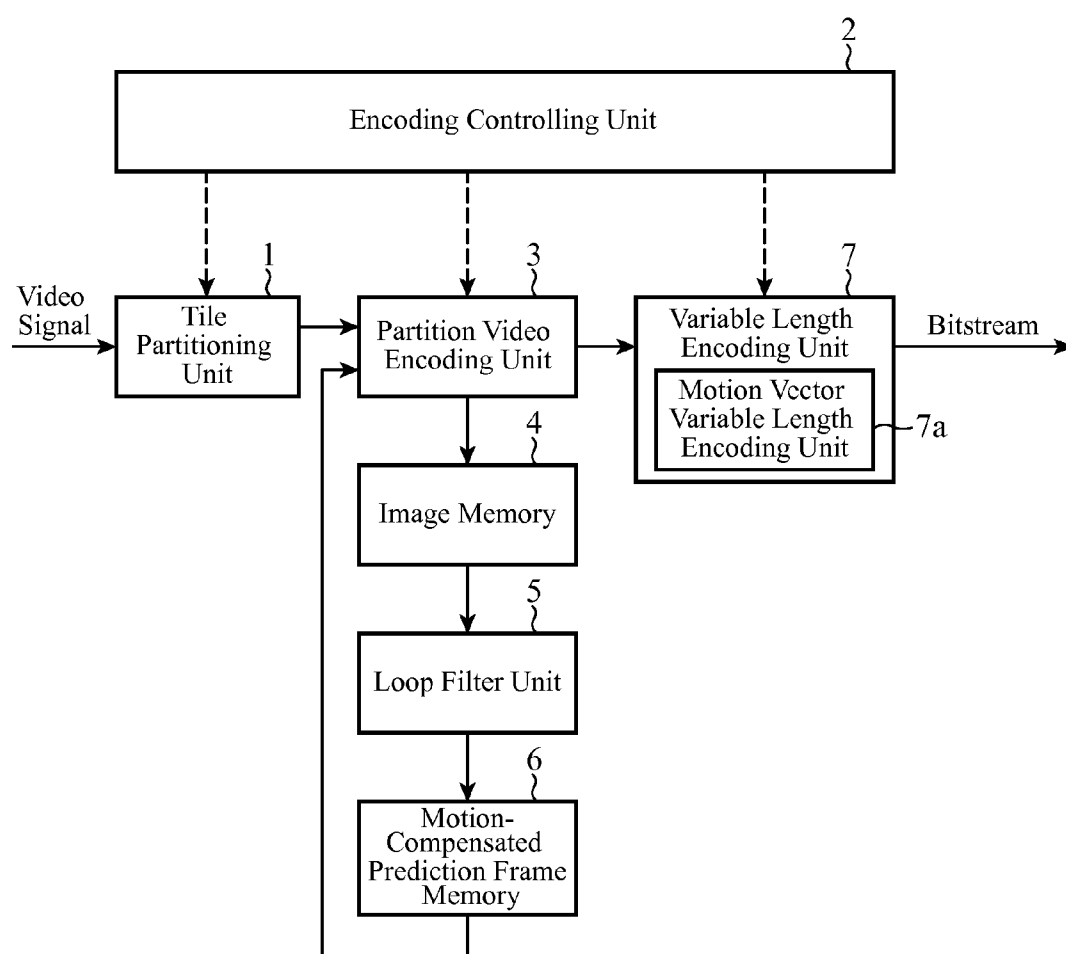 2
Encoding Controlling Unit
1
3
7
Video
Signal
Tile
Partitioning
Unit
Partition Video
Encoding Unit
Variable Length
Encoding Unit
Bitstream
Motion Vector
Variable Length
Encoding Unit
7a
4
Image Memory
5
Loop Filter Unit
6
Motion-
Compensated
Prediction Frame
Memory